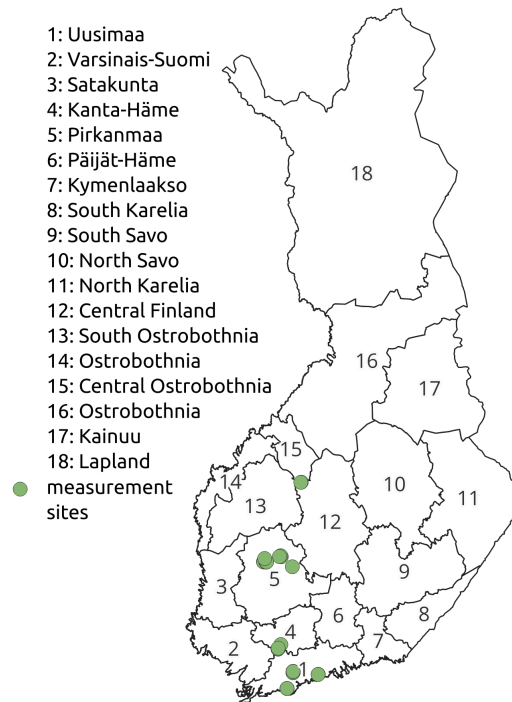 1: Uusimaa
2: Varsinais-Suomi
3: Satakunta
4: Kanta-Häme
5: Pirkanmaa
6: Päijät-Häme
7: Kymenlaakso
8: South Karelia
9: South Savo
10: North Savo
11: North Karelia
12: Central Finland
13: South Ostrobothnia
14: Ostrobothnia
15: Central Ostrobothnia
16: Ostrobothnia
17: Kainuu
18: Lapland
measurement
sites
18
16
17
15
14
13
10
11
12
5
9
3
6
8
4
7
2
1